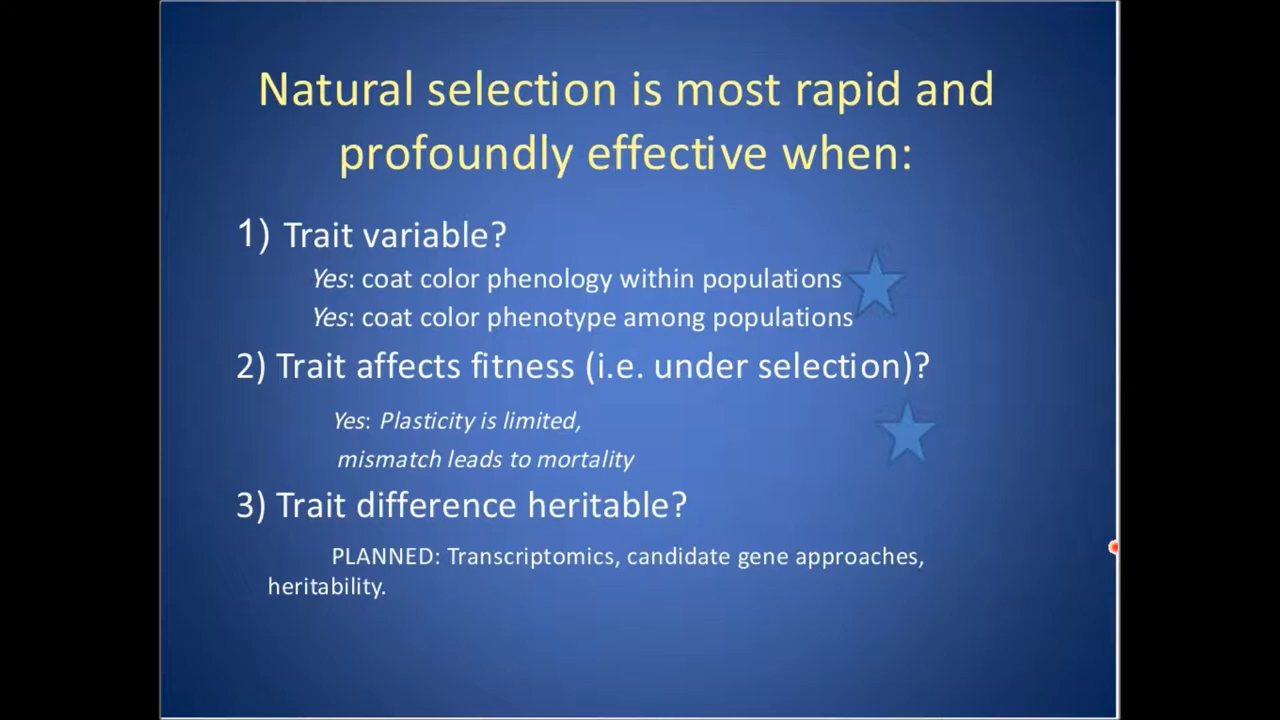 Natural selection is most rapid and
profoundly effective when:
1) Trait variable?
Yes: coat color phenology within populations
Yes: coat color phenotype among populations
2) Trait affects fitness (i.e. under selection)?
Yes: Plasticity is limited,
mismatch leads to mortality
3) Trait difference heritable?
PLANNED: Transcriptomics, candidate gene approaches,
heritability.